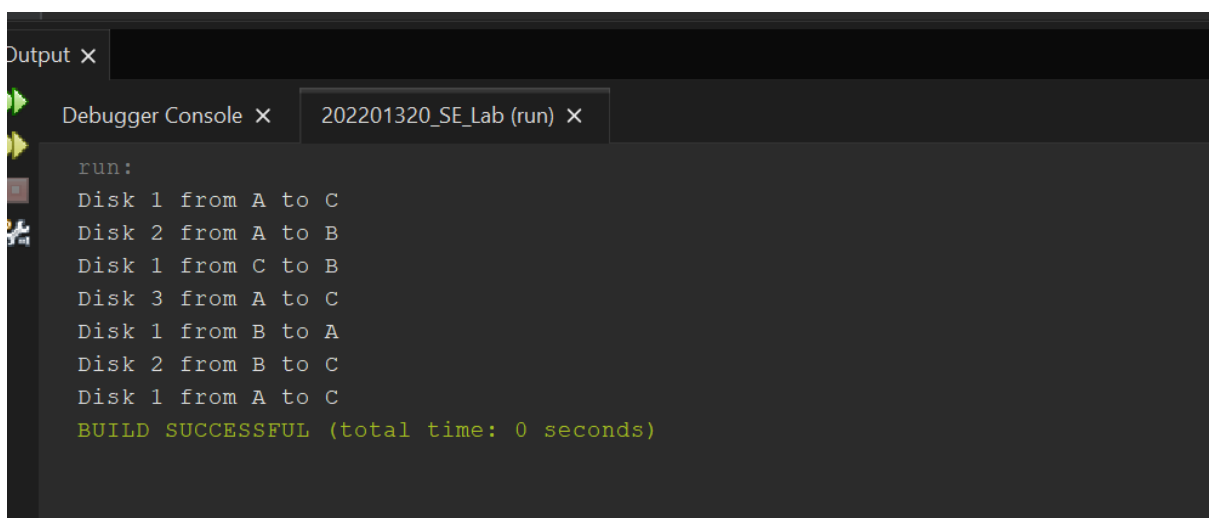 Output ×
Debugger Console × 202201320_SE_Lab (run) ×
run:
Disk 1 from A to C
Disk 2 from A to B
Disk 1 from C to B
Disk 3 from A to C
Disk 1 from B to A
Disk 2 from B to C
Disk 1 from A to C
BUILD SUCCESSFUL (total time: 0 seconds)